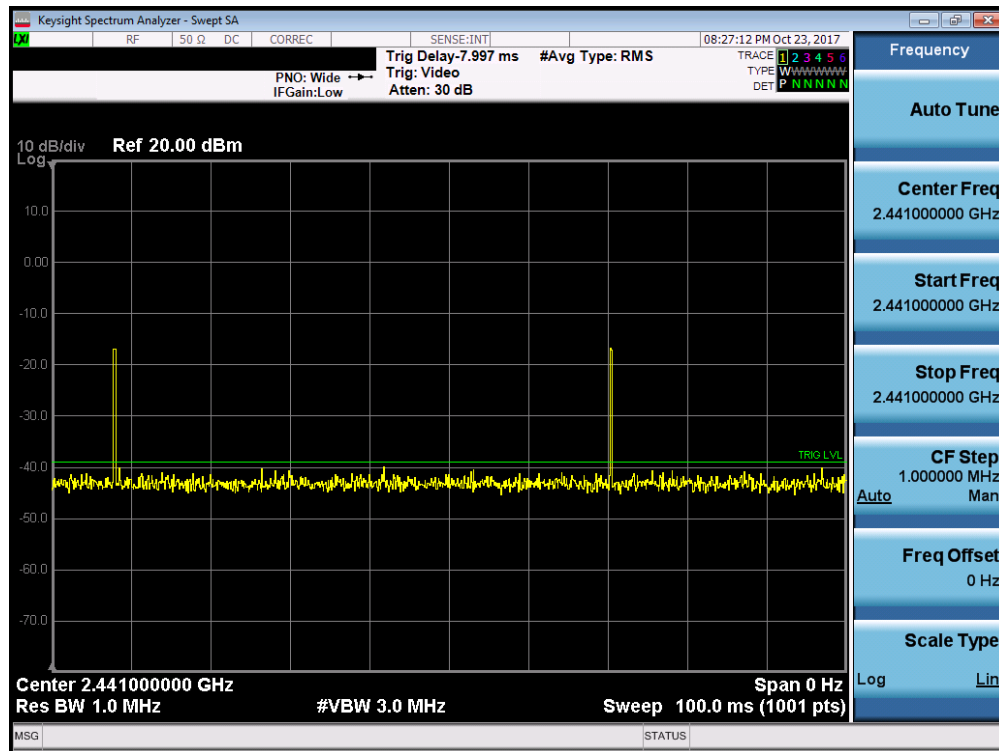 Keysight Spectrum Analyzer - Swept SA
LXI RF 50 Ω DC CORREC SENSE:INT 08:27:12 PM Oct 23, 2017
Trig Delay-7.997 ms #Avg Type: RMS TRACE 1 2 3 4 5 6
PNO: Wide Trig: Video TYPE WWWWWWW
IFGain:Low Atten: 30 dB DET P N N N N N
Frequency
Auto Tune
Center Freq
2.441000000 GHz
Start Freq
2.441000000 GHz
Stop Freq
2.441000000 GHz
CF Step
1.000000 MHz
Auto Man
Freq Offset
0 Hz
Scale Type
Log Lin
10 dB/div Ref 20.00 dBm
Log
10.0
0.00
-10.0
-20.0
-30.0
TRIG LVL
-40.0
-50.0
-60.0
-70.0
Center 2.441000000 GHz Span 0 Hz
Res BW 1.0 MHz #VBW 3.0 MHz Sweep 100.0 ms (1001 pts)
MSG STATUS